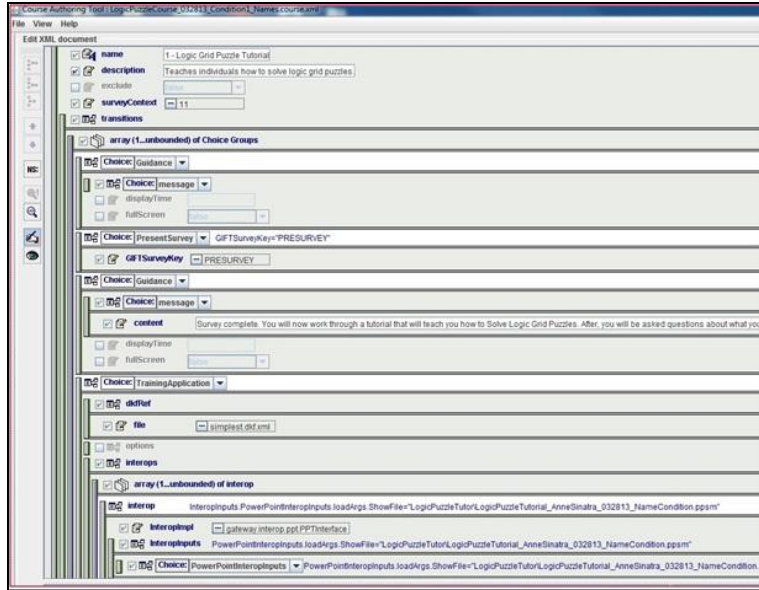 Course Authoring Tool : LogicPuzzleCourse_032813_Condition1_Names.course.xml
File View Help
Edit XML document
name 1 - Logic Grid Puzzle Tutorial
description Teaches individuals how to solve logic grid puzzles
exclude false
surveyContext 11
transitions
array (1...unbounded) of Choice Groups
Choice: Guidance
Choice: message
displayTime
fullScreen false
Choice: PresentSurvey GIFTSurveyKey="PRESURVEY"
GIFTSurveyKey PRESURVEY
Choice: Guidance
Choice: message
content Survey complete. You will now work through a tutorial that will teach you how to Solve Logic Grid Puzzles. After, you will be asked questions about what you
displayTime
fullScreen false
Choice: TrainingApplication
dkfRef
file simplest.dkf.xml
options
interops
array (1...unbounded) of interop
NS:
interop InteropInputs.PowerPointInteropInputs.loadArgs.ShowFile="LogicPuzzleTutor\LogicPuzzleTutorial_AnneSinatra_032813_NameCondition.ppsm"
InteropImpl gateway.interop.ppt.PPTInterface
InteropInputs PowerPointInteropInputs.loadArgs.ShowFile="LogicPuzzleTutor\LogicPuzzleTutorial_AnneSinatra_032813_NameCondition.ppsm"
Choice: PowerPointInteropInputs PowerPointInteropInputs.loadArgs.ShowFile="LogicPuzzleTutor\LogicPuzzleTutorial_AnneSinatra_032813_NameCondition.